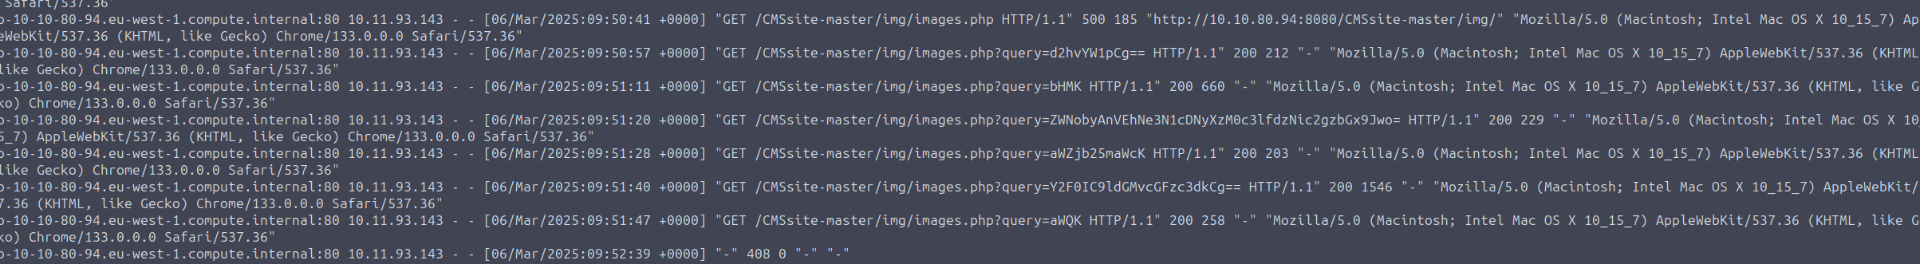 Safari/537.36"
o-10-10-80-94.eu-west-1.compute.internal:80 10.11.93.143 - - [06/Mar/2025:09:50:41 +0000] "GET /CMSsite-master/img/images.php HTTP/1.1" 500 185 "http://10.10.80.94:8080/CMSsite-master/img/" "Mozilla/5.0 (Macintosh; Intel Mac OS X 10_15_7) Ap
eWebKit/537.36 (KHTML, like Gecko) Chrome/133.0.0.0 Safari/537.36"
o-10-10-80-94.eu-west-1.compute.internal:80 10.11.93.143 - - [06/Mar/2025:09:50:57 +0000] "GET /CMSsite-master/img/images.php?query=d2hvYW1pCg== HTTP/1.1" 200 212 "-" "Mozilla/5.0 (Macintosh; Intel Mac OS X 10_15_7) AppleWebKit/537.36 (KHTML
like Gecko) Chrome/133.0.0.0 Safari/537.36"
o-10-10-80-94.eu-west-1.compute.internal:80 10.11.93.143 - - [06/Mar/2025:09:51:11 +0000] "GET /CMSsite-master/img/images.php?query=bHMK HTTP/1.1" 200 660 "-" "Mozilla/5.0 (Macintosh; Intel Mac OS X 10_15_7) AppleWebKit/537.36 (KHTML, like G
ko) Chrome/133.0.0.0 Safari/537.36"
o-10-10-80-94.eu-west-1.compute.internal:80 10.11.93.143 - - [06/Mar/2025:09:51:20 +0000] "GET /CMSsite-master/img/images.php?query=ZWNobyAnVEhNe3N1cDNyXzM0c3lfdzNic2gzbGx9Jwo= HTTP/1.1" 200 229 "-" "Mozilla/5.0 (Macintosh; Intel Mac OS X 10
5_7) AppleWebKit/537.36 (KHTML, like Gecko) Chrome/133.0.0.0 Safari/537.36"
o-10-10-80-94.eu-west-1.compute.internal:80 10.11.93.143 - - [06/Mar/2025:09:51:28 +0000] "GET /CMSsite-master/img/images.php?query=aWZjb25maWcK HTTP/1.1" 200 203 "-" "Mozilla/5.0 (Macintosh; Intel Mac OS X 10_15_7) AppleWebKit/537.36 (KHTML
like Gecko) Chrome/133.0.0.0 Safari/537.36"
o-10-10-80-94.eu-west-1.compute.internal:80 10.11.93.143 - - [06/Mar/2025:09:51:40 +0000] "GET /CMSsite-master/img/images.php?query=Y2F0IC9ldGMvcGFzc3dkCg== HTTP/1.1" 200 1546 "-" "Mozilla/5.0 (Macintosh; Intel Mac OS X 10_15_7) AppleWebKit/
7.36 (KHTML, like Gecko) Chrome/133.0.0.0 Safari/537.36"
o-10-10-80-94.eu-west-1.compute.internal:80 10.11.93.143 - - [06/Mar/2025:09:51:47 +0000] "GET /CMSsite-master/img/images.php?query=aWQK HTTP/1.1" 200 258 "-" "Mozilla/5.0 (Macintosh; Intel Mac OS X 10_15_7) AppleWebKit/537.36 (KHTML, like G
ko) Chrome/133.0.0.0 Safari/537.36"
o-10-10-80-94.eu-west-1.compute.internal:80 10.11.93.143 - - [06/Mar/2025:09:52:39 +0000] "-" 408 0 "-" "-"